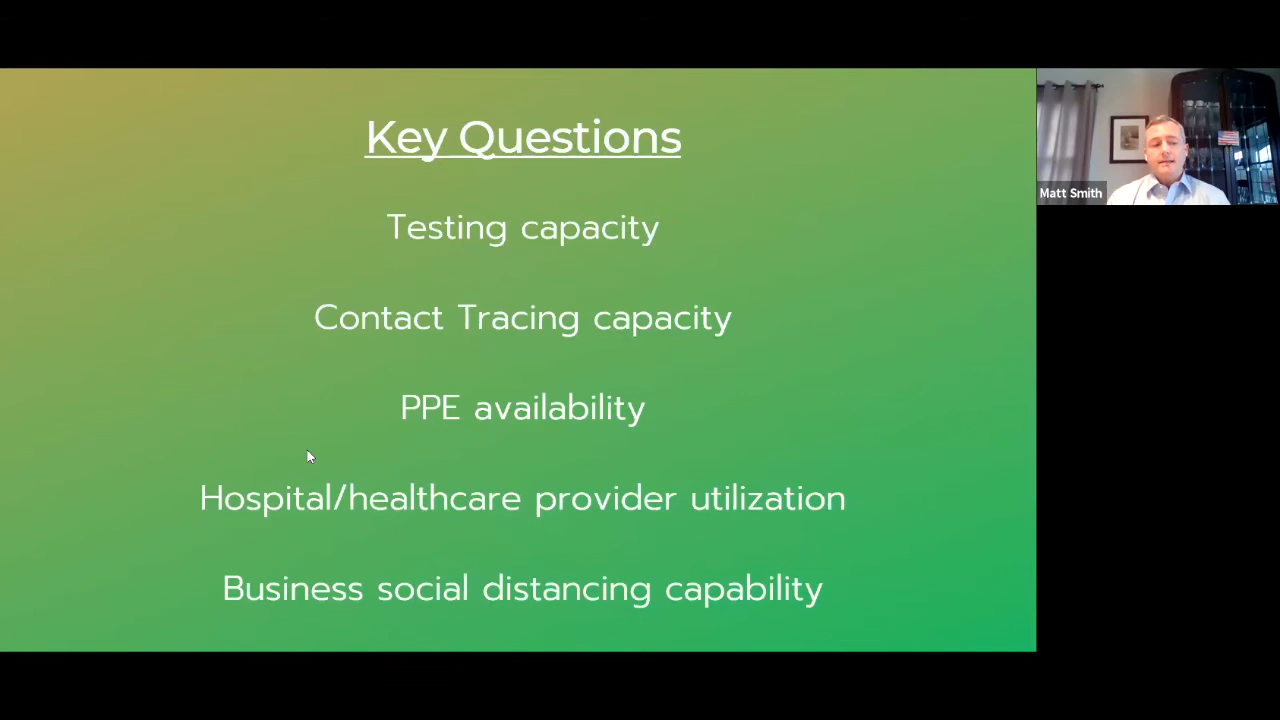 Key Questions
Testing capacity
Contact Tracing capacity
PPE availability
Hospital/healthcare provider utilization
Business social distancing capability
Matt Smith